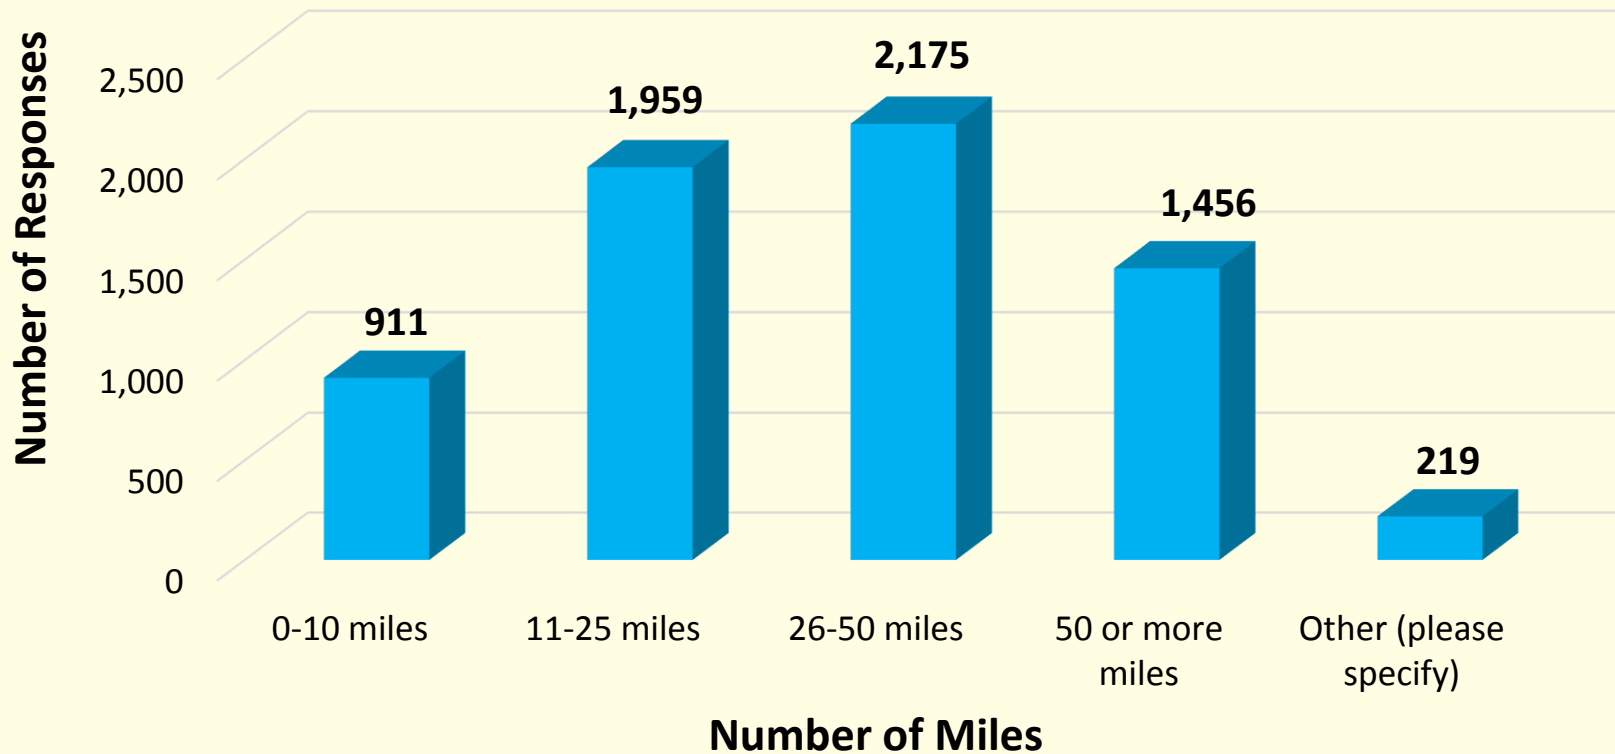 Number of Responses
2,500
2,000
1,500
1,000
500
0
911
1,959
2,175
1,456
219
0-10 miles
11-25 miles
26-50 miles
50 or more
miles
Other (please
specify)
Number of Miles